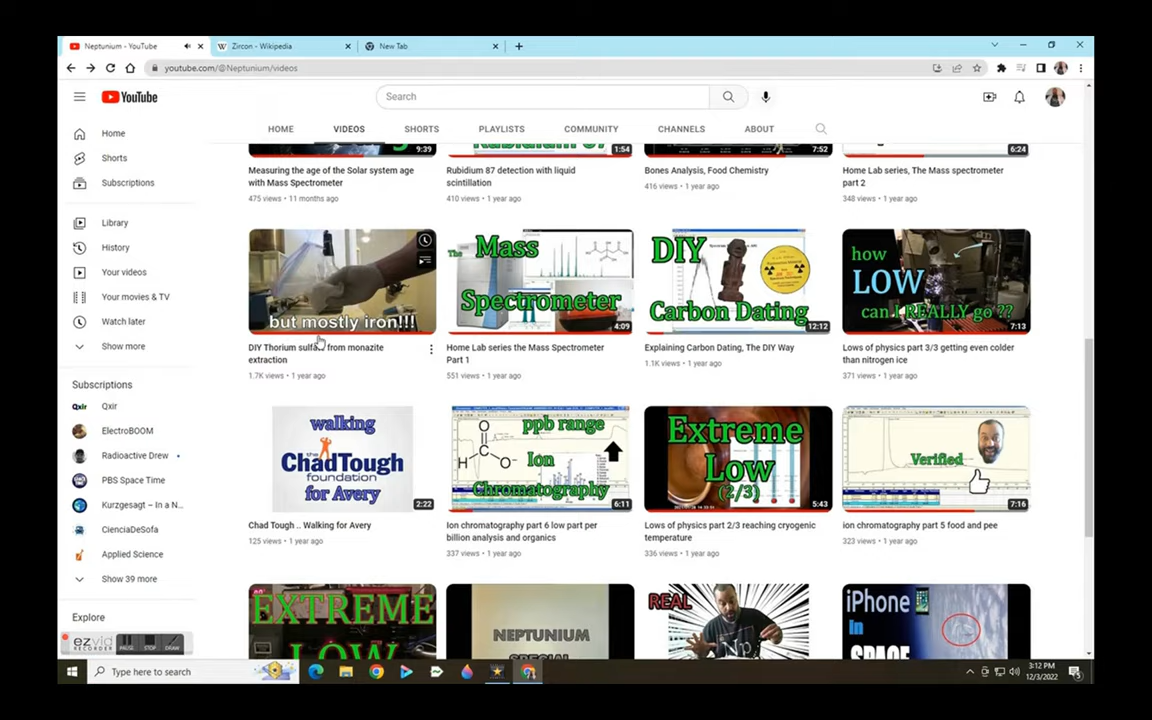 Neptunium - YouTube
Zircon - Wikipedia
New Tab
youtube.com/@Neptunium/videos
YouTube
Search
HOME
VIDEOS
SHORTS
PLAYLISTS
COMMUNITY
CHANNELS
ABOUT
Home
Shorts
Subscriptions
Library
History
Your videos
Your movies & TV
Watch later
Show more
Subscriptions
Qxir
Qxir
ElectroBOOM
Radioactive Drew
PBS Space Time
Kurzgesagt – In a N...
CienciaDeSofa
Applied Science
Show 39 more
Explore
ezvid
RECORDER
PAUSE
STOP
DRAW
9:39
1:54
7:52
6:24
Measuring the age of the Solar system age
with Mass Spectrometer
475 views • 11 months ago
Rubidium 87 detection with liquid
scintillation
410 views • 1 year ago
Bones Analysis, Food Chemistry
416 views • 1 year ago
Home Lab series, The Mass spectrometer
part 2
348 views • 1 year ago
but mostly iron!!!
DIY Thorium from monazite
extraction
1.7K views • 1 year ago
The Mass
Spectrometer
4:09
Home Lab series the Mass Spectrometer
Part 1
551 views • 1 year ago
DIY
Carbon Dating
12:12
Explaining Carbon Dating, The DIY Way
1.1K views • 1 year ago
how
LOW
can I REALLY go ??
7:13
Lows of physics part 3/3 getting even colder
than nitrogen ice
371 views • 1 year ago
walking
the
ChadTough
foundation
for Avery
2:22
Chad Tough .. Walking for Avery
125 views • 1 year ago
ppb range
Ion
Chromatography
O
H C O-
6:11
Ion chromatography part 6 low part per
billion analysis and organics
337 views • 1 year ago
Extreme
Low
(2/3)
5:43
Lows of physics part 2/3 reaching cryogenic
temperature
336 views • 1 year ago
Verified
7:16
ion chromatography part 5 food and pee
323 views • 1 year ago
EXTREME
LOW
NEPTUNIUM
SPECIAL
REAL
Np
iPhone
In
SPACE
Type here to search
3:12 PM
12/3/2022